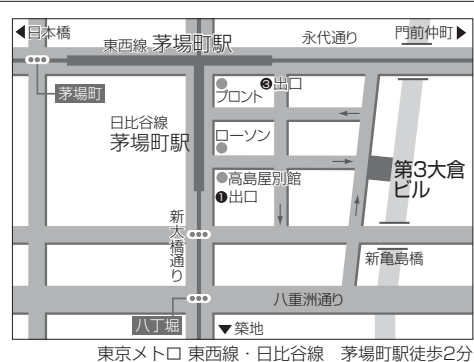 ◀日本橋
永代通り
門前仲町▶
東西線 茅場町駅
茅場町
プロント
❸出口
日比谷線
茅場町駅
ローソン
高島屋別館
❶出口
第3大倉
ビル
新大橋通り
新亀島橋
八重洲通り
八丁堀
▼築地
東京メトロ 東西線・日比谷線 茅場町駅徒歩2分